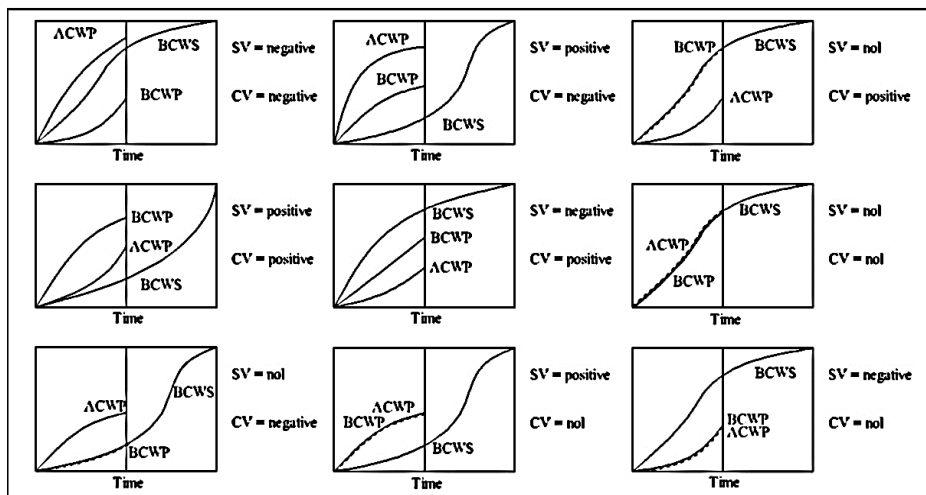 ACWP
BCWS
BCWP
Time
SV = negative
CV = negative
ACWP
BCWP
BCWS
Time
SV = positive
CV = negative
BCWP
BCWS
ACWP
Time
SV = nol
CV = positive
BCWP
ACWP
BCWS
Time
SV = positive
CV = positive
BCWS
BCWP
ACWP
Time
SV = negative
CV = positive
BCWS
ACWP
BCWP
Time
SV = nol
CV = nol
BCWS
ACWP
BCWP
Time
SV = nol
CV = negative
ACWP
BCWP
BCWS
Time
SV = positive
CV = nol
BCWS
BCWP
ACWP
Time
SV = negative
CV = nol